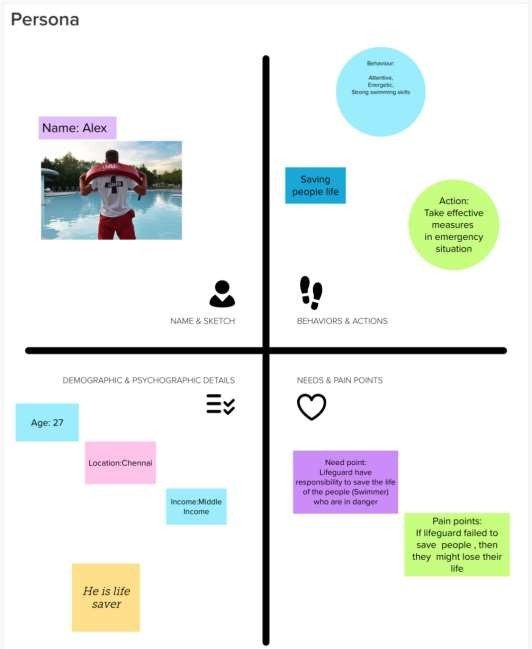 Persona
Name: Alex
NAME & SKETCH
Behaviour:
Attentive,
Energetic,
Strong swimming skills
Saving
people life
Action:
Take effective
measures
in emergency
situation
BEHAVIORS & ACTIONS
DEMOGRAPHIC & PSYCHOGRAPHIC DETAILS
Age: 27
Location:Chennai
Income:Middle
Income
He is life
saver
NEEDS & PAIN POINTS
Need point:
Lifeguard have
responsibility to save the life
of the people (Swimmer)
who are in danger
Pain points:
If lifeguard failed to
save people , then
they might lose their
life